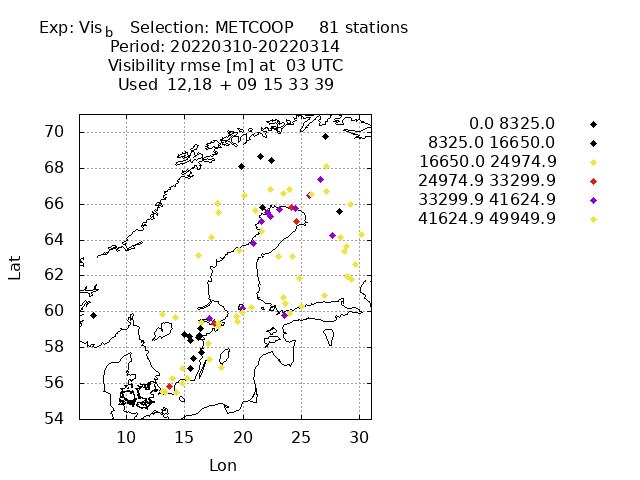 Exp: Vis_b   Selection: METCOOP     81 stations
Period: 20220310-20220314
Visibility rmse [m] at  03 UTC
Used  12,18 + 09 15 33 39
0.0 8325.0
8325.0 16650.0
16650.0 24974.9
24974.9 33299.9
33299.9 41624.9
41624.9 49949.9
70
68
66
64
62
60
58
56
54
Lat
10 15 20 25 30
Lon